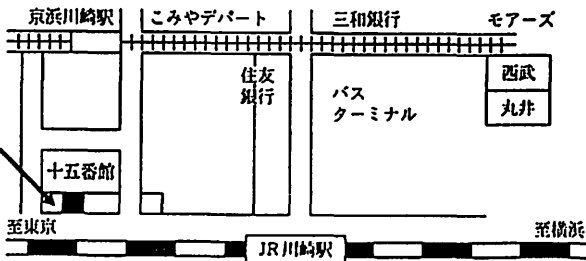 京浜川崎駅
こみやデパート
三和銀行
モアーズ
住友
銀行
バス
ターミナル
西武
丸井
十五番館
至東京
至横浜
JR川崎駅